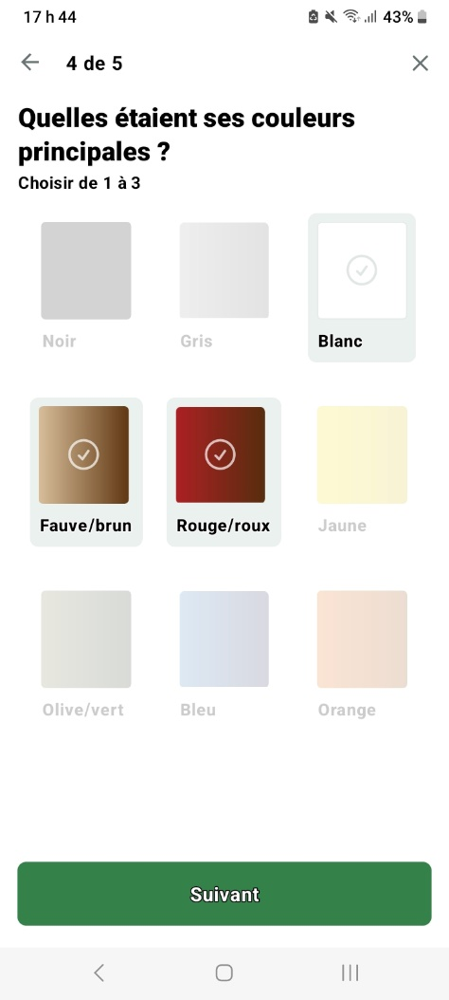 17 h 44
43%
4 de 5
Quelles étaient ses couleurs
principales ?
Choisir de 1 à 3
Noir
Gris
Blanc
Fauve/brun
Rouge/roux
Jaune
Olive/vert
Bleu
Orange
Suivant